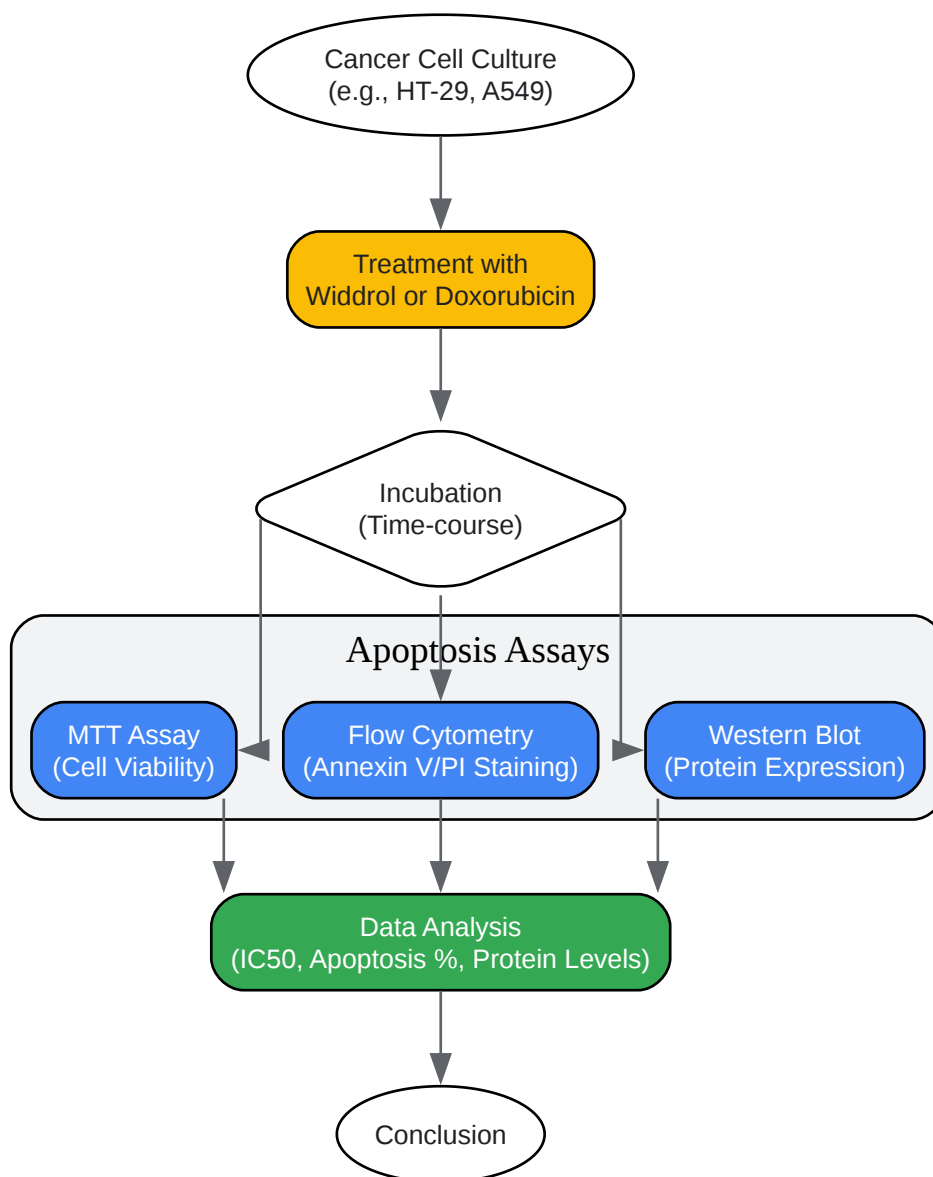 Cancer Cell Culture
(e.g., HT-29, A549)
Treatment with
Widdrol or Doxorubicin
Incubation
(Time-course)
Apoptosis Assays
MTT Assay
(Cell Viability)
Flow Cytometry
(Annexin V/PI Staining)
Western Blot
(Protein Expression)
Data Analysis
(IC50, Apoptosis %, Protein Levels)
Conclusion